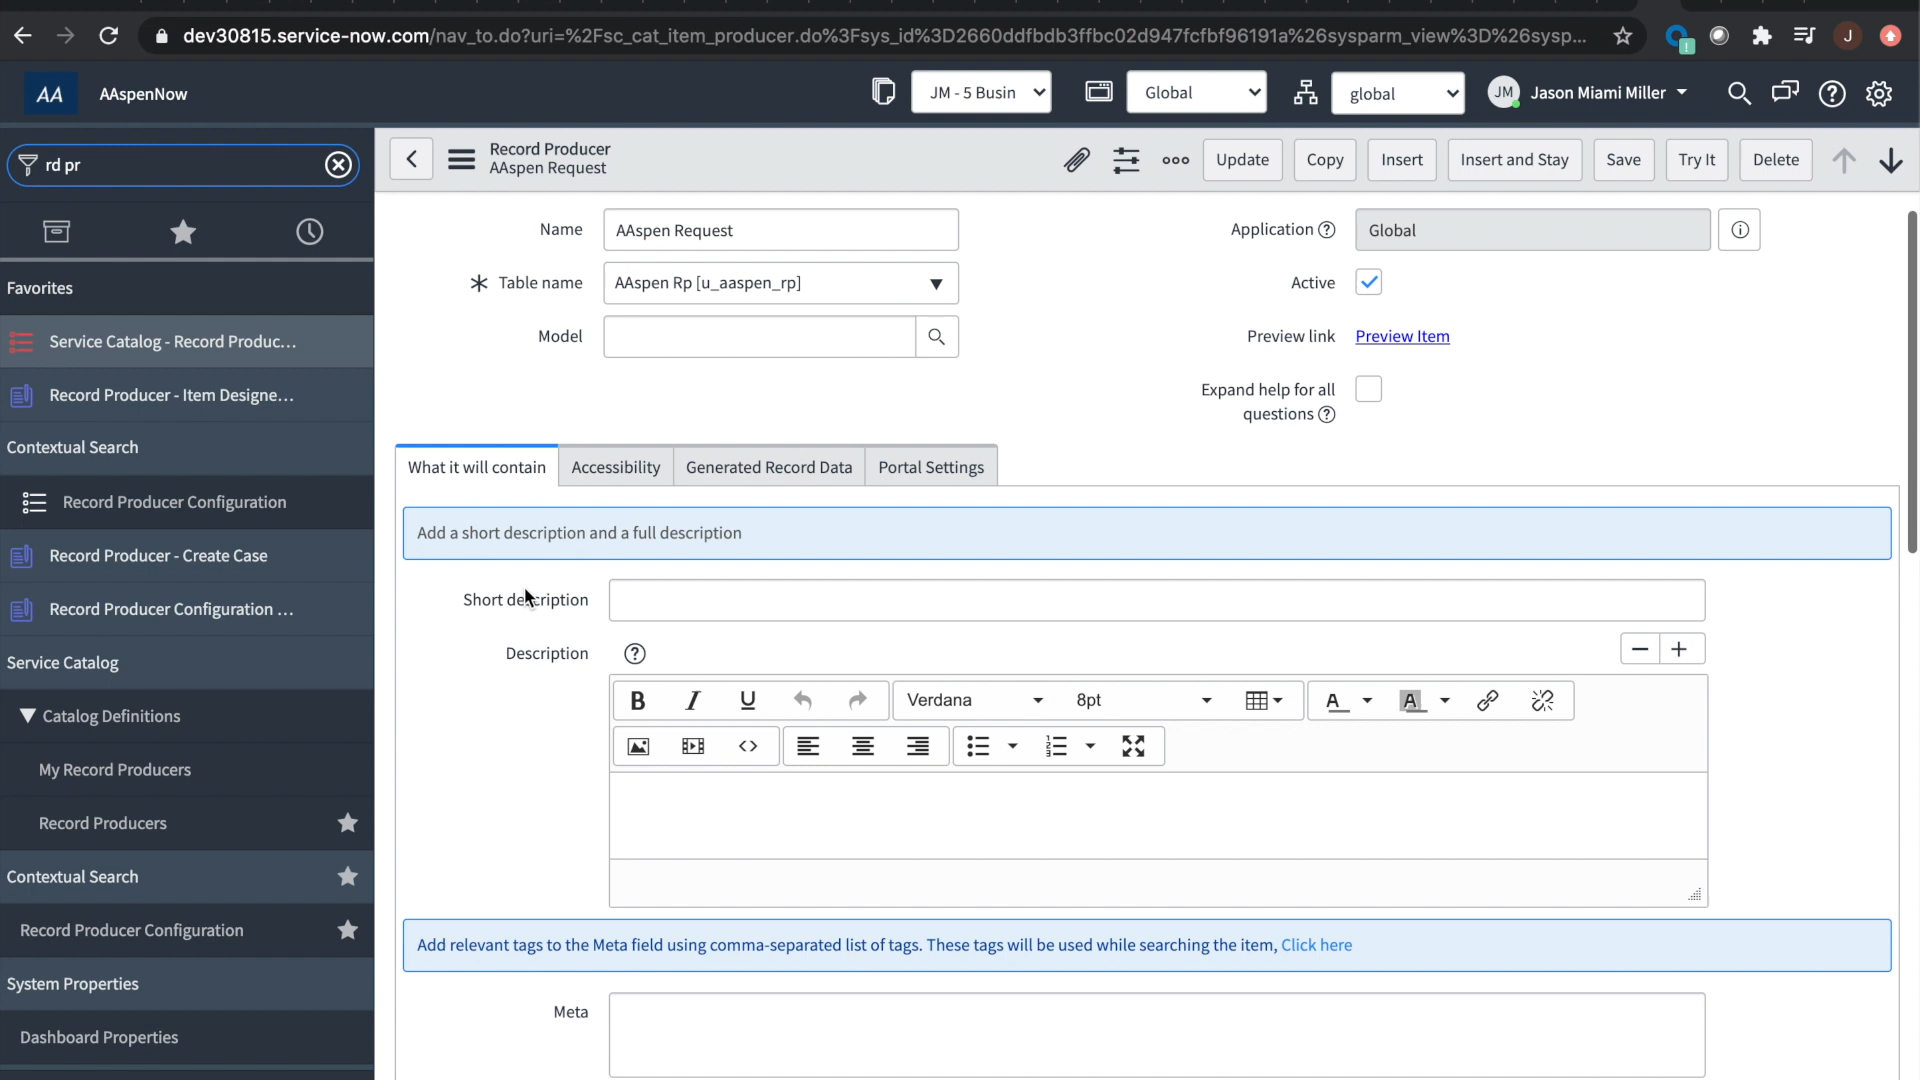 dev30815.service-now.com/nav_to.do?uri=%2Fsc_cat_item_producer.do%3Fsys_id%3D2660ddfbdb3ffbc02d947fcfbf96191a%26sysparm_view%3D%26sysp...
J
AA
AAspenNow
JM - 5 Busin
Global
global
JM
Jason Miami Miller
rd pr
Record Producer
AAspen Request
Update
Copy
Insert
Insert and Stay
Save
Try It
Delete
Favorites
Service Catalog - Record Produc...
Record Producer - Item Designe...
Contextual Search
Record Producer Configuration
Record Producer - Create Case
Record Producer Configuration ...
Service Catalog
Catalog Definitions
My Record Producers
Record Producers
Contextual Search
Record Producer Configuration
System Properties
Dashboard Properties
Name
AAspen Request
Application
Global
Table name
AAspen Rp [u_aaspen_rp]
Active
Model
Preview link
Preview Item
Expand help for all
questions
What it will contain
Accessibility
Generated Record Data
Portal Settings
Add a short description and a full description
Short description
Description
B
I
U
Verdana
8pt
A
A
Add relevant tags to the Meta field using comma-separated list of tags. These tags will be used while searching the item, Click here
Meta